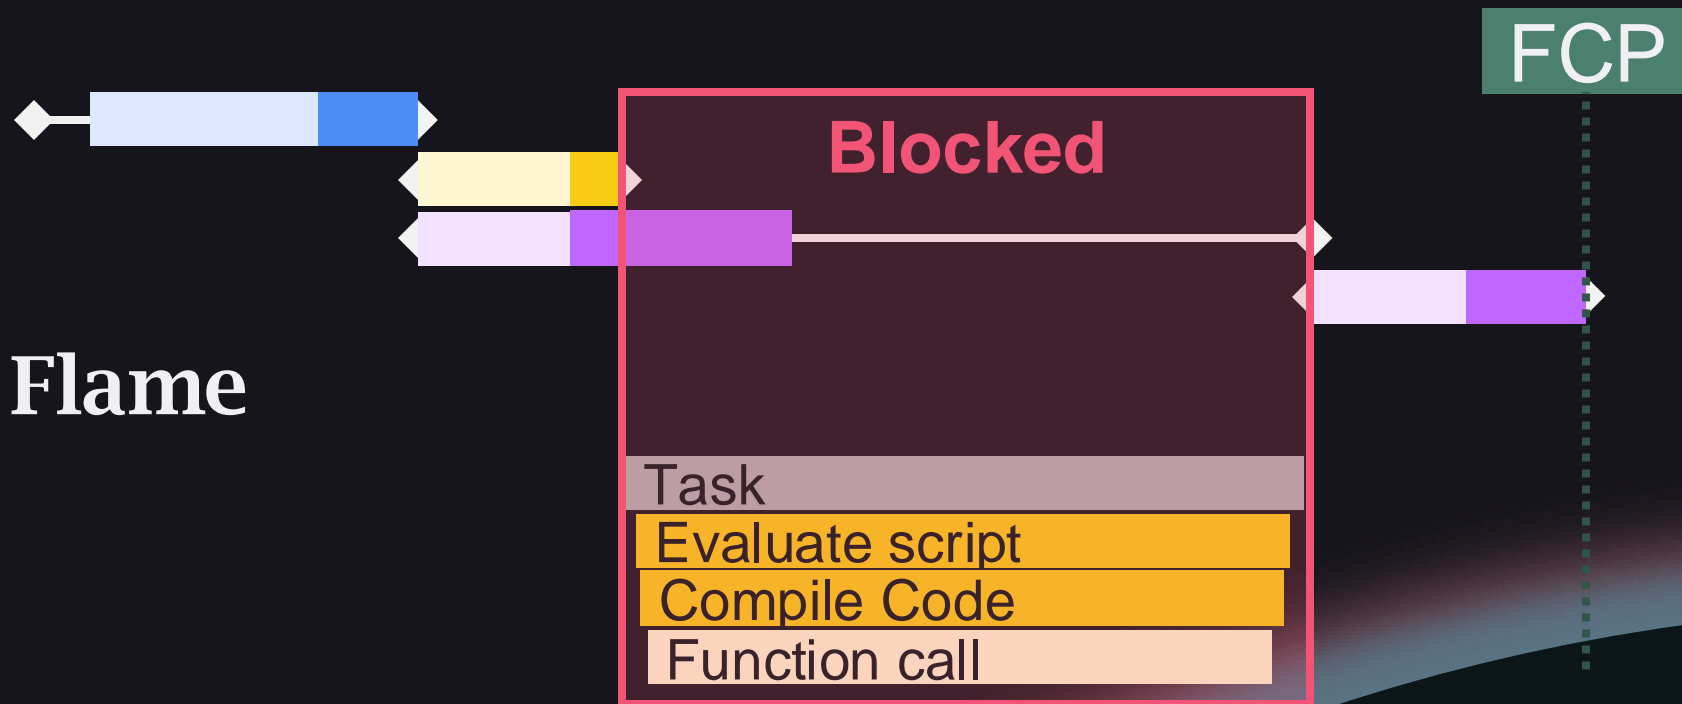 FCP
Blocked
Flame
Task
Evaluate script
Compile Code
Function call